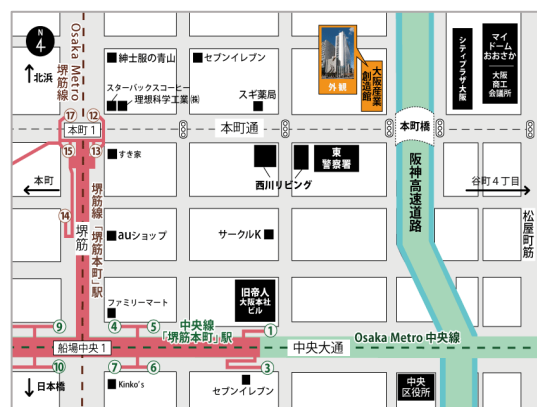 N
4
↑北浜
Osaka Metro
堺筋線
紳士服の青山
セブンイレブン
スターバックスコーヒー
理想科学工業㈱
スギ薬局
外観
大阪産業
創造館
シティプラザ大阪
マイ
ドーム
おおさか
大阪
商工
会議所
⑰
⑫
本町1
本町通
本町橋
⑮
⑬
すき家
西川リビング
東
警察署
阪神高速道路
本町
←
谷町4丁目
→
松屋町筋
⑭
堺筋
堺筋線「堺筋本町」駅
auショップ
サークルK
ファミリーマート
旧帝人
大阪本社
ビル
⑨
④
⑤
中央線
「堺筋本町」駅
①
船場中央1
中央大通
Osaka Metro 中央線
⑩
⑦
⑥
③
↓日本橋
Kinko's
セブンイレブン
中央
区役所